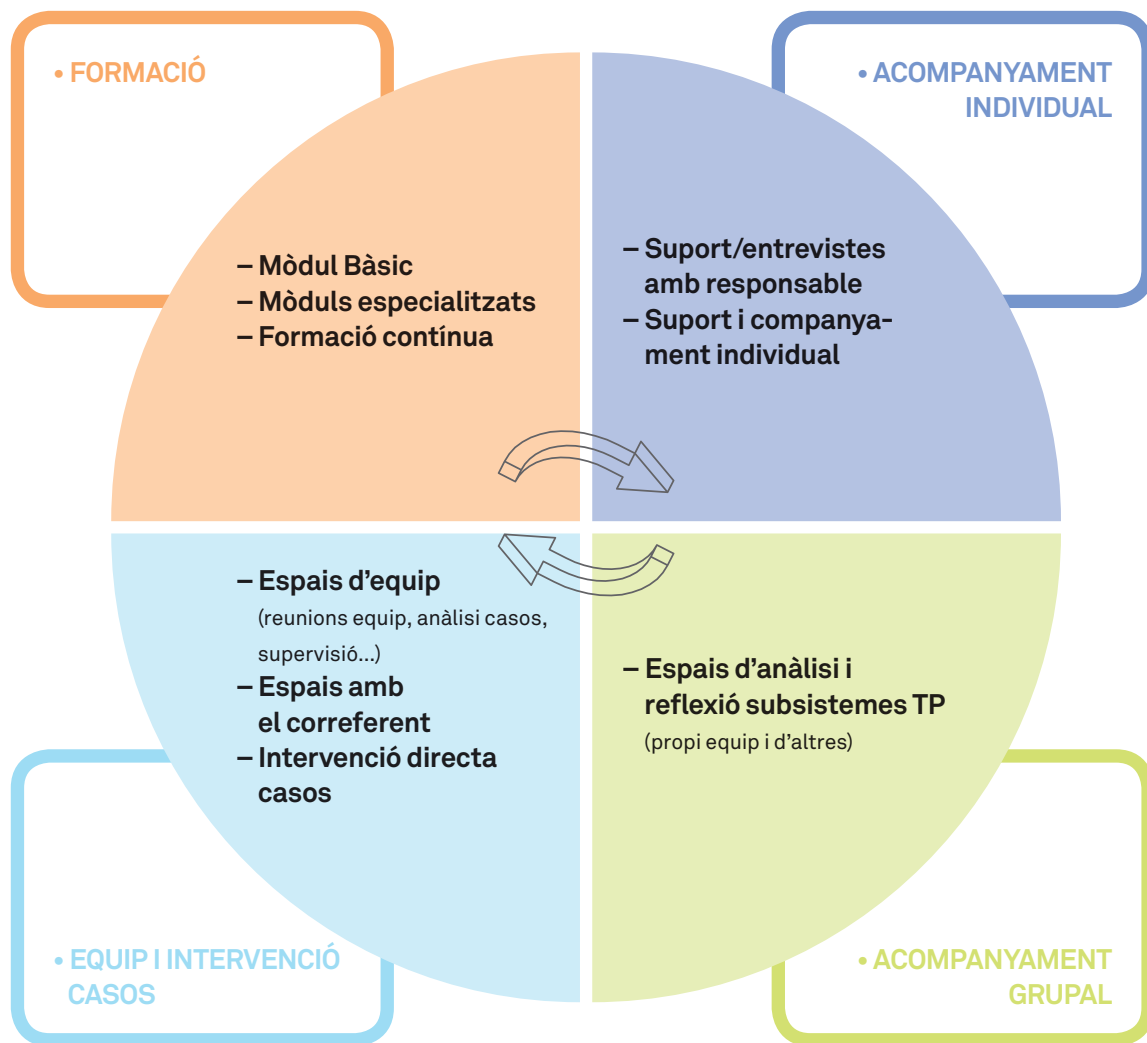 • FORMACIÓ
– Mòdul Bàsic
– Mòduls especialitzats
– Formació contínua
• ACOMPANYAMENT
INDIVIDUAL
– Suport/entrevistes
amb responsable
– Suport i companya-
ment individual
– Espais d’equip
(reunions equip, anàlisi casos,
supervisió...)
– Espais amb
el correferent
– Intervenció directa
casos
• EQUIP I INTERVENCIÓ
CASOS
– Espais d’anàlisi i
reflexió subsistemes TP
(propi equip i d’altres)
• ACOMPANYAMENT
GRUPAL